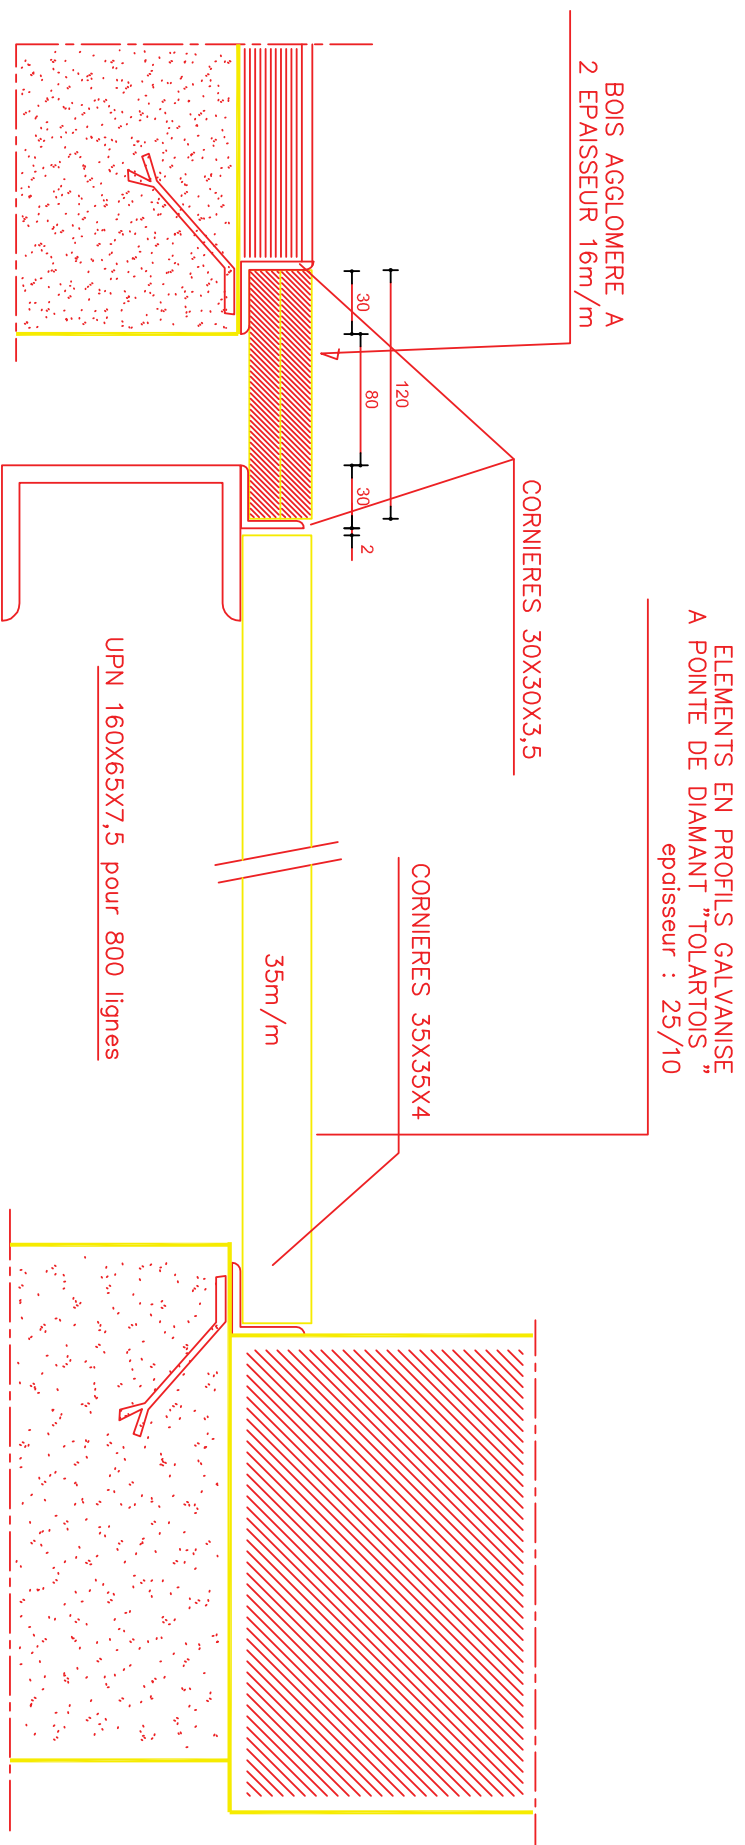 BOIS AGGLOMERE A
2 EPAISSEUR 16m/m
30
80
30
2
120
CORNIERES 30X30X3,5
ELEMENTS EN PROFILS GALVANISE
A POINTE DE DIAMANT "TOLARTOIS "
epaisseur : 25/10
UPN 160X65X7,5 pour 800 lignes
35m/m
CORNIERES 35X35X4